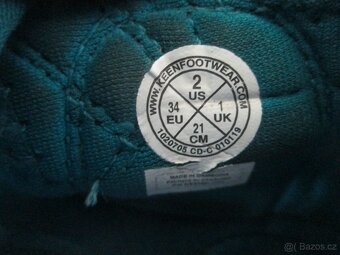 WWW.KEENFOOTWEAR.COM
2
US
34
EU
1
UK
21
CM
1020705 CD-C 010119
MADE IN
Bazos.cz